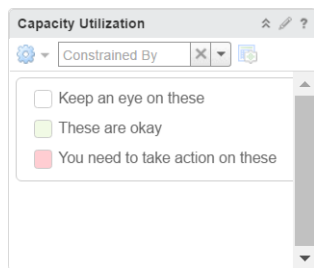 Capacity Utilization ?
Constrained By
Keep an eye on these
These are okay
You need to take action on these